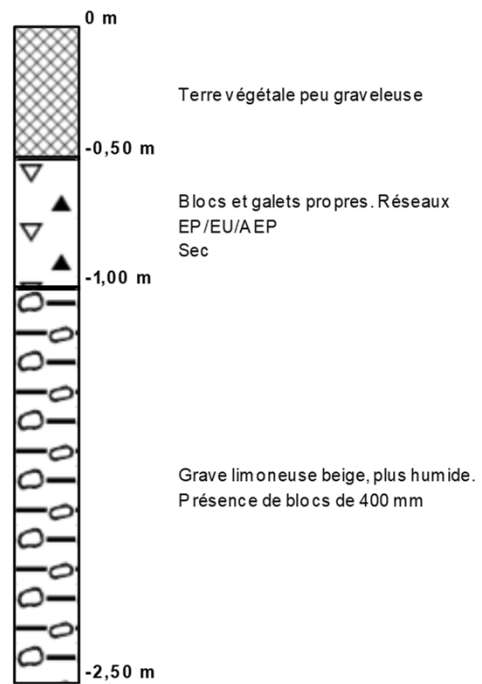 0 m
Terre végétale peu graveleuse
-0,50 m
Blocs et galets propres. Réseaux
EP/EU/AEP
Sec
-1,00 m
Grave limoneuse beige, plus humide.
Présence de blocs de 400 mm
-2,50 m